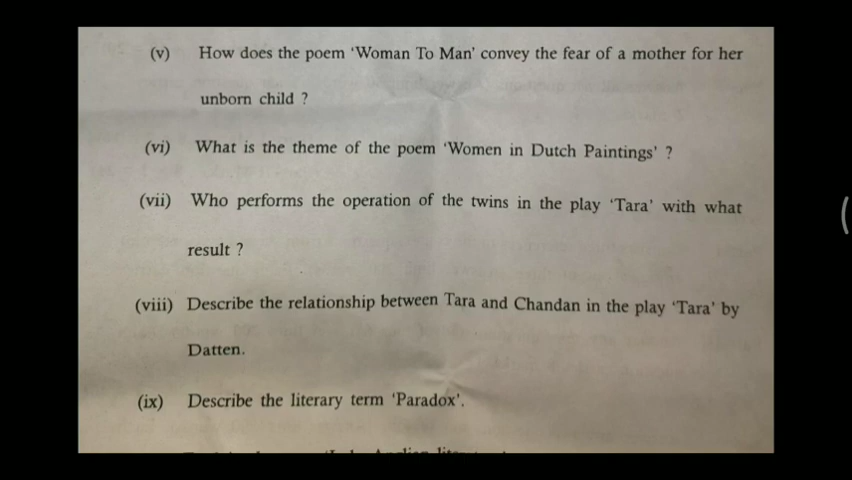 (v) How does the poem 'Woman To Man' convey the fear of a mother for her
unborn child ?
(vi) What is the theme of the poem 'Women in Dutch Paintings' ?
(vii) Who performs the operation of the twins in the play 'Tara' with what
result ?
(viii) Describe the relationship between Tara and Chandan in the play 'Tara' by
Datten.
(ix) Describe the literary term 'Paradox'.